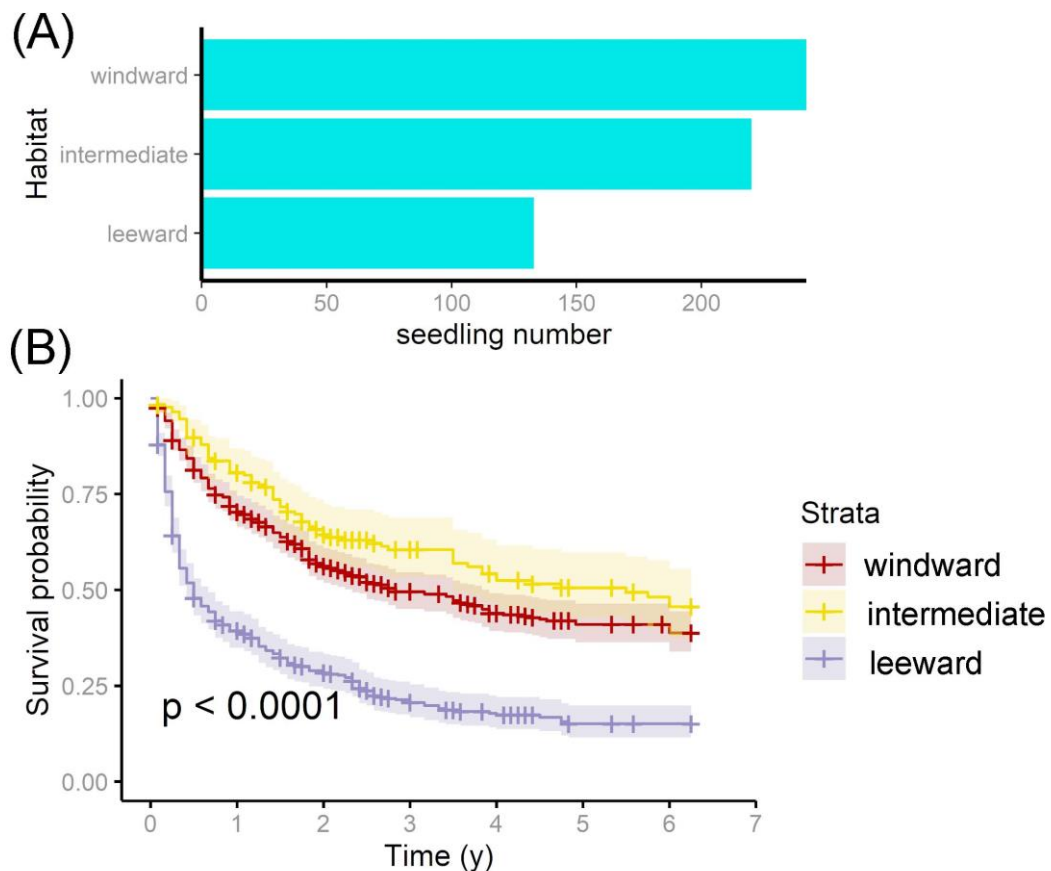 (A)
Habitat
windward
intermediate
leeward
0 50 100 150 200
seedling number
(B)
Survival probability
1.00
0.75
0.50
0.25
0.00
p < 0.0001
0 1 2 3 4 5 6 7
Time (y)
Strata
windward
intermediate
leeward